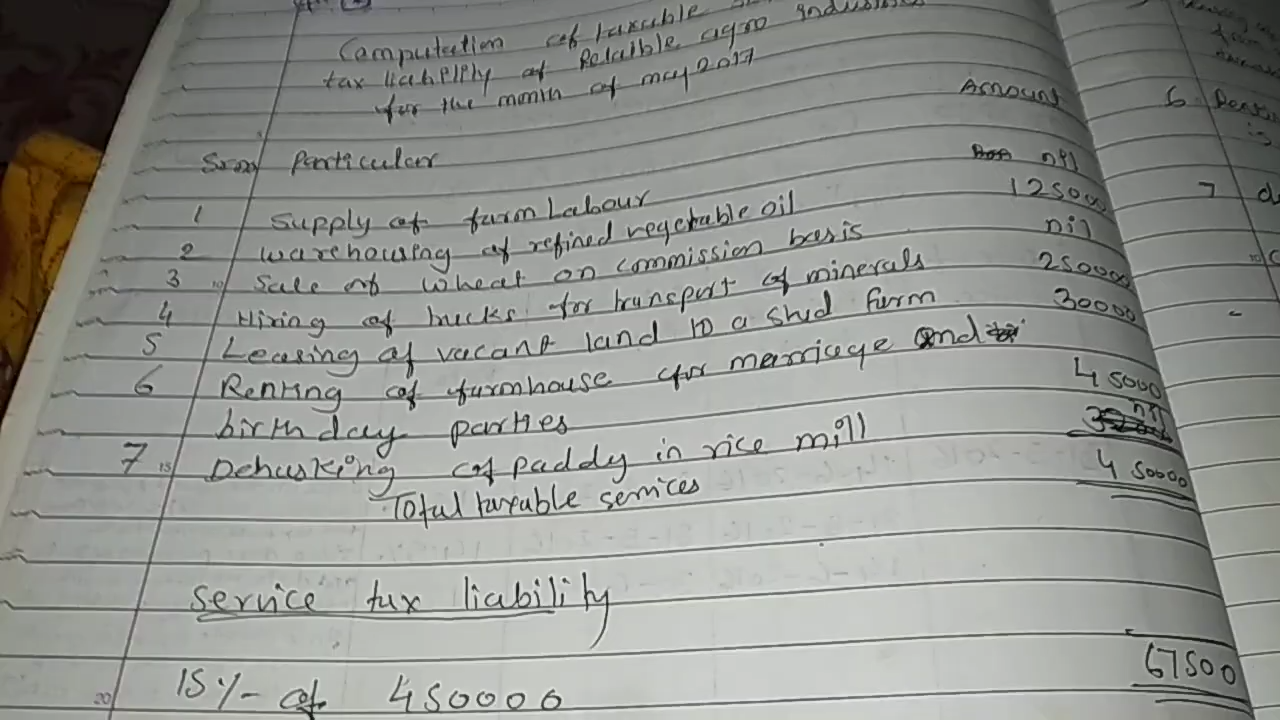 Computation of taxable
tax liability of Relaible agro industries
for the month of may 2017
Particular Amount
1 Supply of farm Labour nil
2 warehousing of refined vegetable oil 125000
3 Sale of wheat on commission basis nil
4 Hiring of trucks for transport of minerals 250000
5 Leasing of vacant land to a shed farm 30000
6 Renting of farmhouse for marriage and
birthday parties 45000
7 Dehusking of paddy in rice mill nil
Total taxable services 450000
service tax liability
15 %- of 450000 67500
6
7